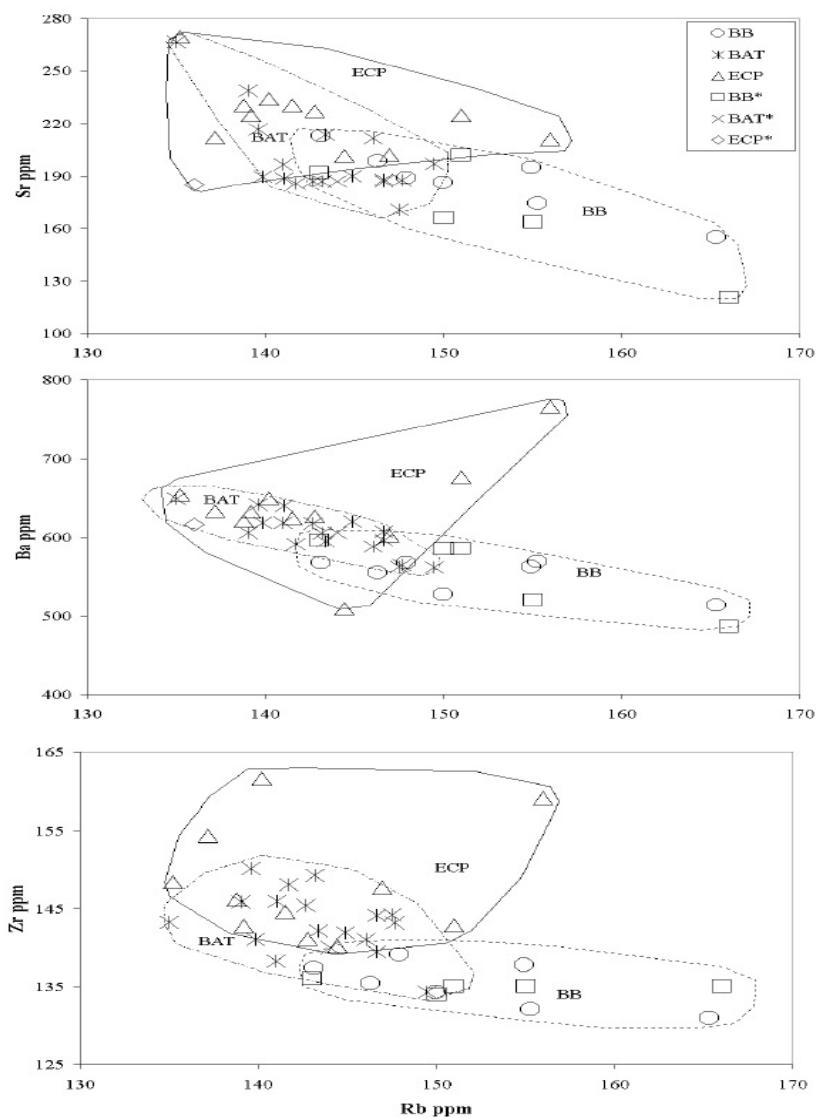 280
250
220
190
160
130
100
Sr ppm
ECP
BAT
BB
BB
BAT
ECP
BB*
BAT*
ECP*
130
140
150
160
170
800
700
600
500
400
Ba ppm
ECP
BAT
BB
130
140
150
160
170
165
155
145
135
125
Zr ppm
ECP
BAT
BB
130
140
150
160
170
Rb ppm